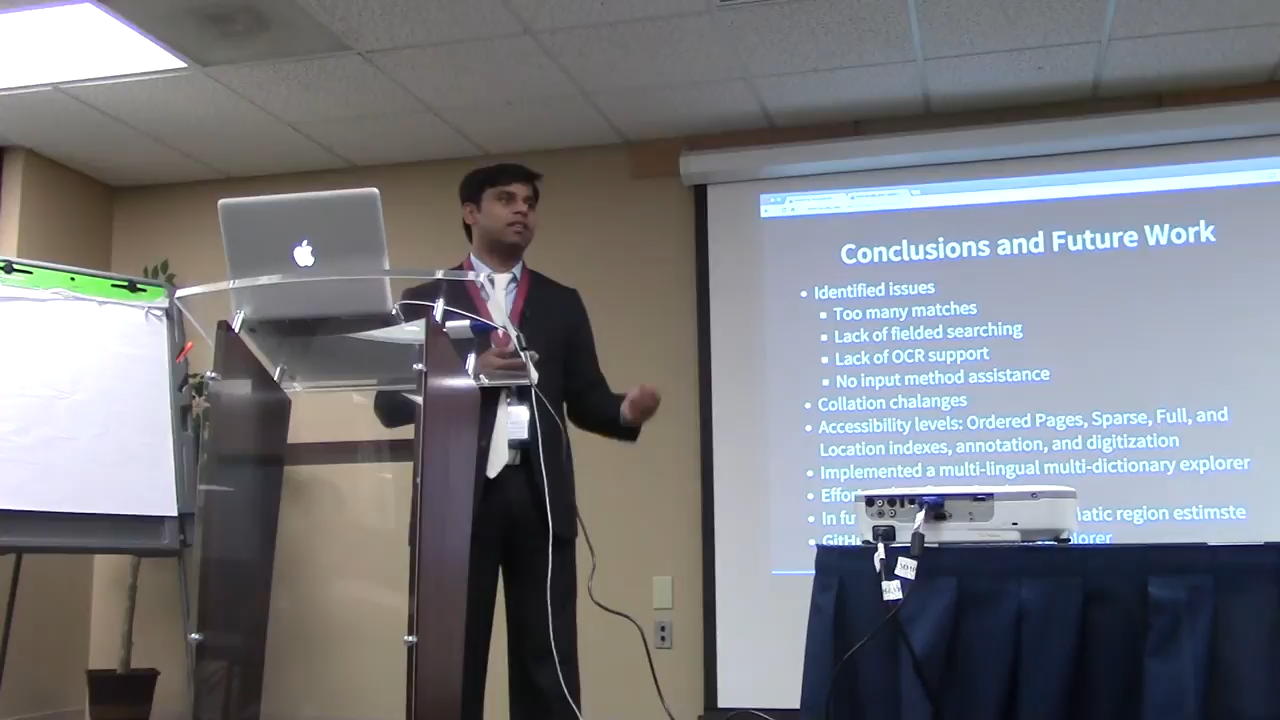 Conclusions and Future Work
Identified issues
Too many matches
Lack of fielded searching
Lack of OCR support
No input method assistance
Collation chalanges
Accessibility levels: Ordered Pages, Sparse, Full, and
Location indexes, annotation, and digitization
Implemented a multi-lingual multi-dictionary explorer
In region estimste